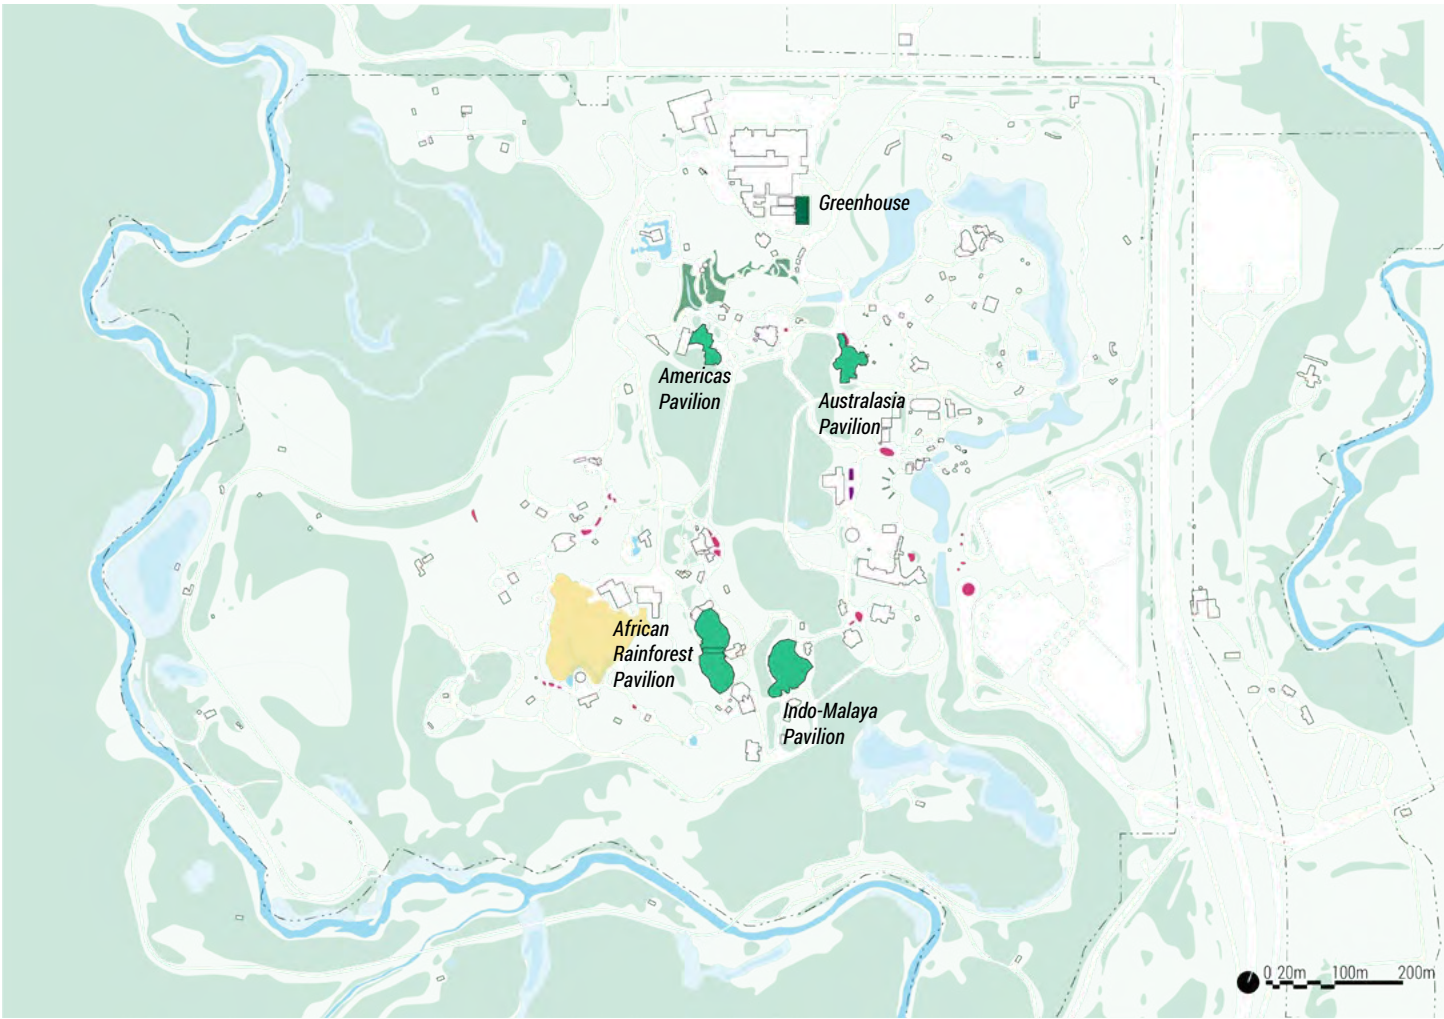 Greenhouse
Americas
Pavilion
Australasia
Pavilion
African
Rainforest
Pavilion
Indo-Malaya
Pavilion
0 20m 100m 200m